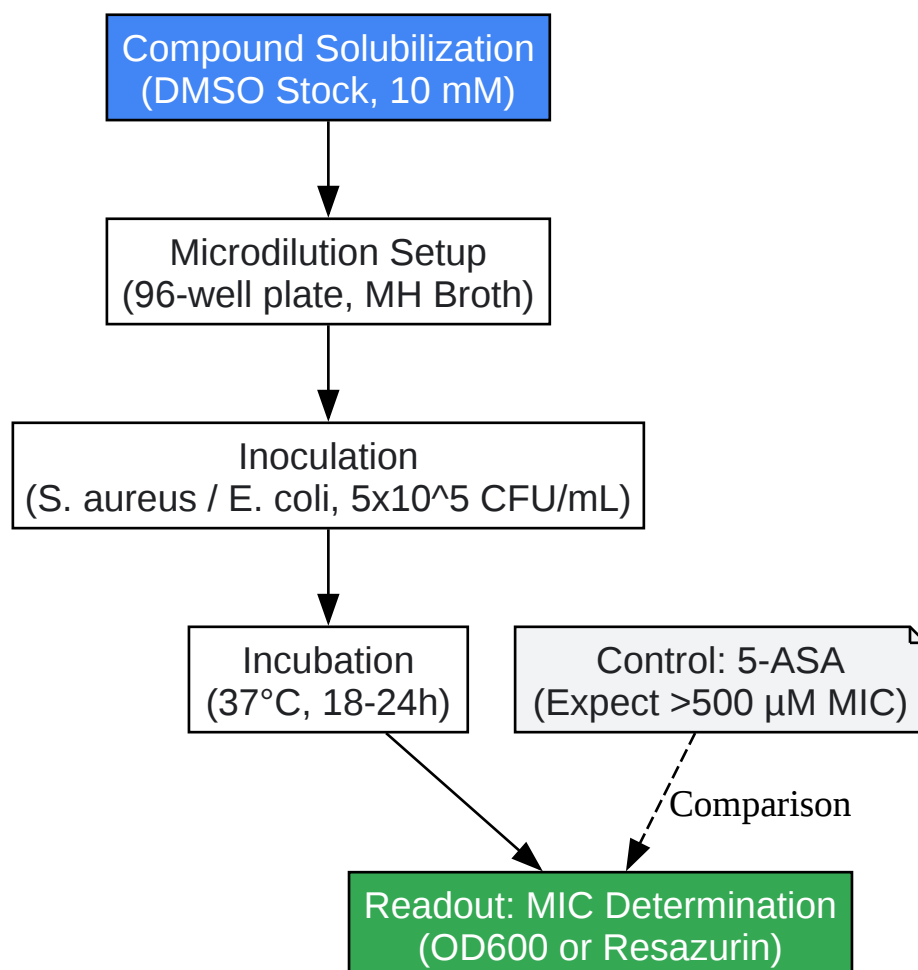 Compound Solubilization
(DMSO Stock, 10 mM)
Microdilution Setup
(96-well plate, MH Broth)
Inoculation
(S. aureus / E. coli, 5x10^5 CFU/mL)
Incubation
(37°C, 18-24h)
Control: 5-ASA
(Expect >500 µM MIC)
Comparison
Readout: MIC Determination
(OD600 or Resazurin)